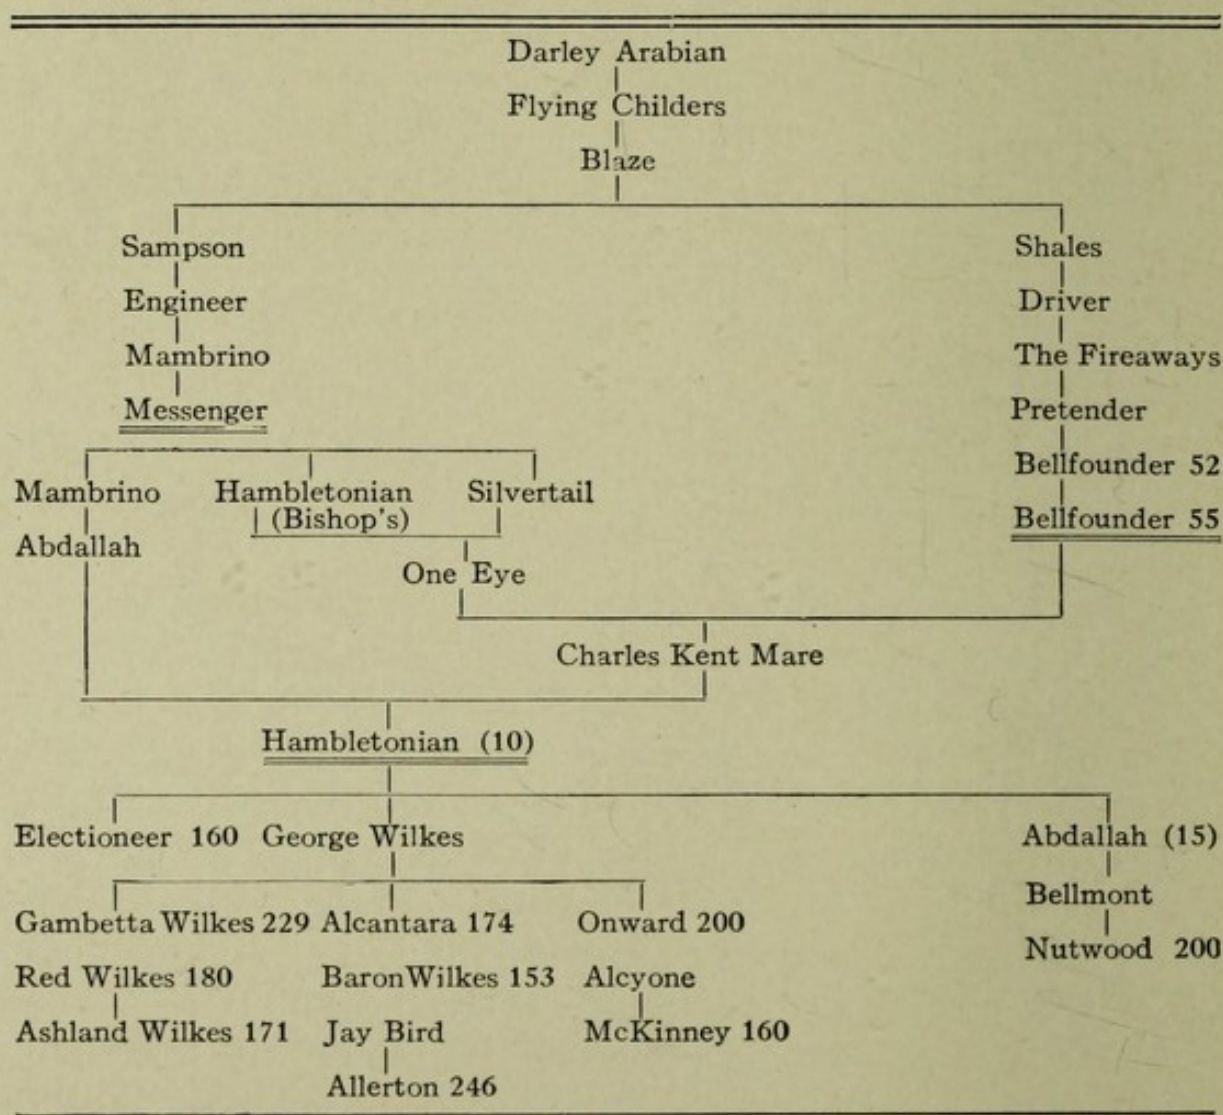 Darley Arabian
Flying Childers
Blaze
Sampson Shales
Engineer Driver
Mambrino The Fireaways
Messenger Pretender
Bellfounder 52
Mambrino Hambletonian Silvertail
(Bishop's) Bellfounder 55
Abdallah
One Eye
Charles Kent Mare
Hambletonian (10)
Electioneer 160 George Wilkes Abdallah (15)
Bellmont
Gambetta Wilkes 229 Alcantara 174 Onward 200
Nutwood 200
Red Wilkes 180 Baron Wilkes 153 Alcyone
Ashland Wilkes 171 Jay Bird McKinney 160
Allerton 246